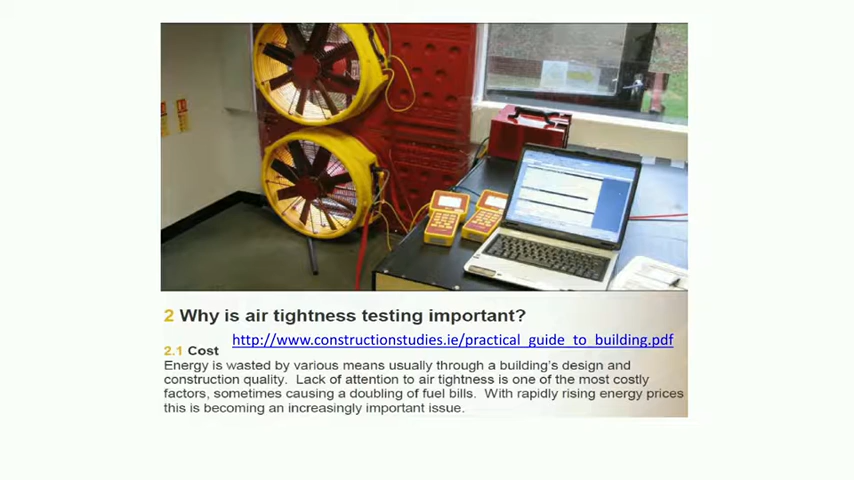 2 Why is air tightness testing important?
http://www.constructionstudies.ie/practical_guide_to_building.pdf
2.1 Cost
Energy is wasted by various means usually through a building's design and
construction quality. Lack of attention to air tightness is one of the most costly
factors, sometimes causing a doubling of fuel bills. With rapidly rising energy prices
this is becoming an increasingly important issue.